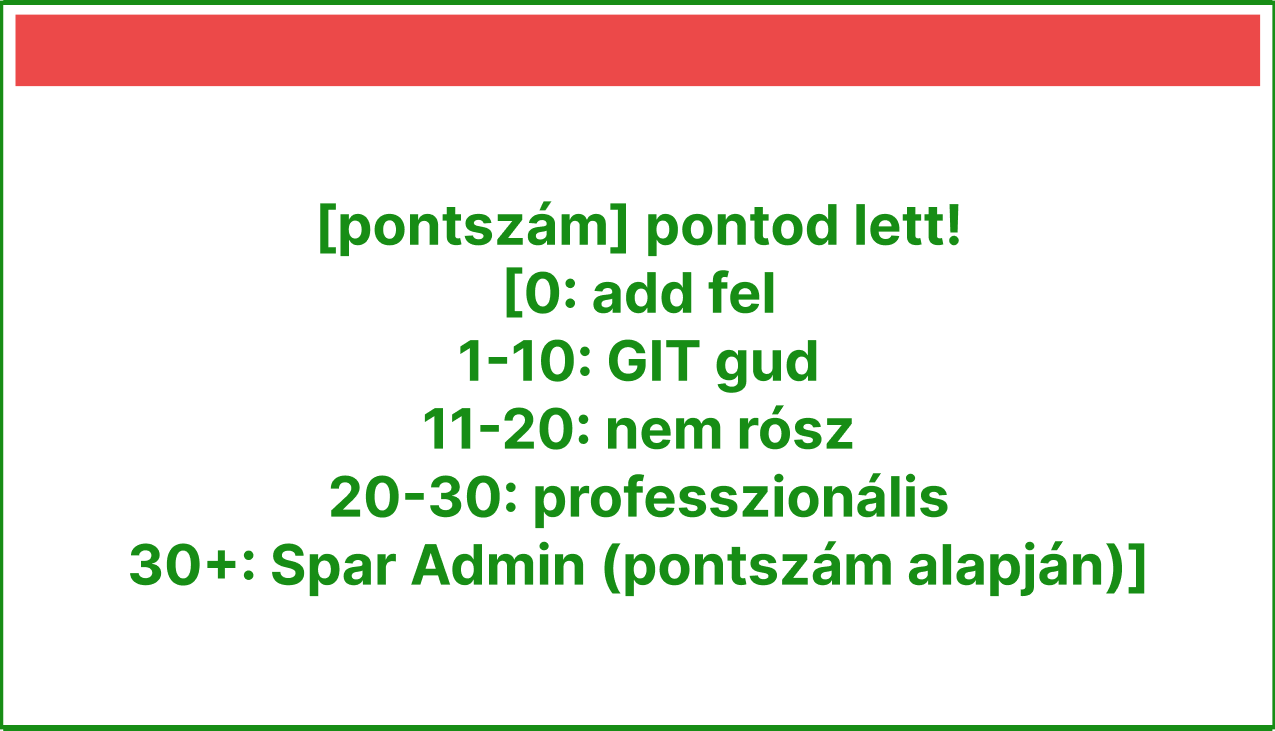 [pontszám] pontod lett!
[0: add fel
1-10: GIT gud
11-20: nem rósz
20-30: professzionális
30+: Spar Admin (pontszám alapján)]